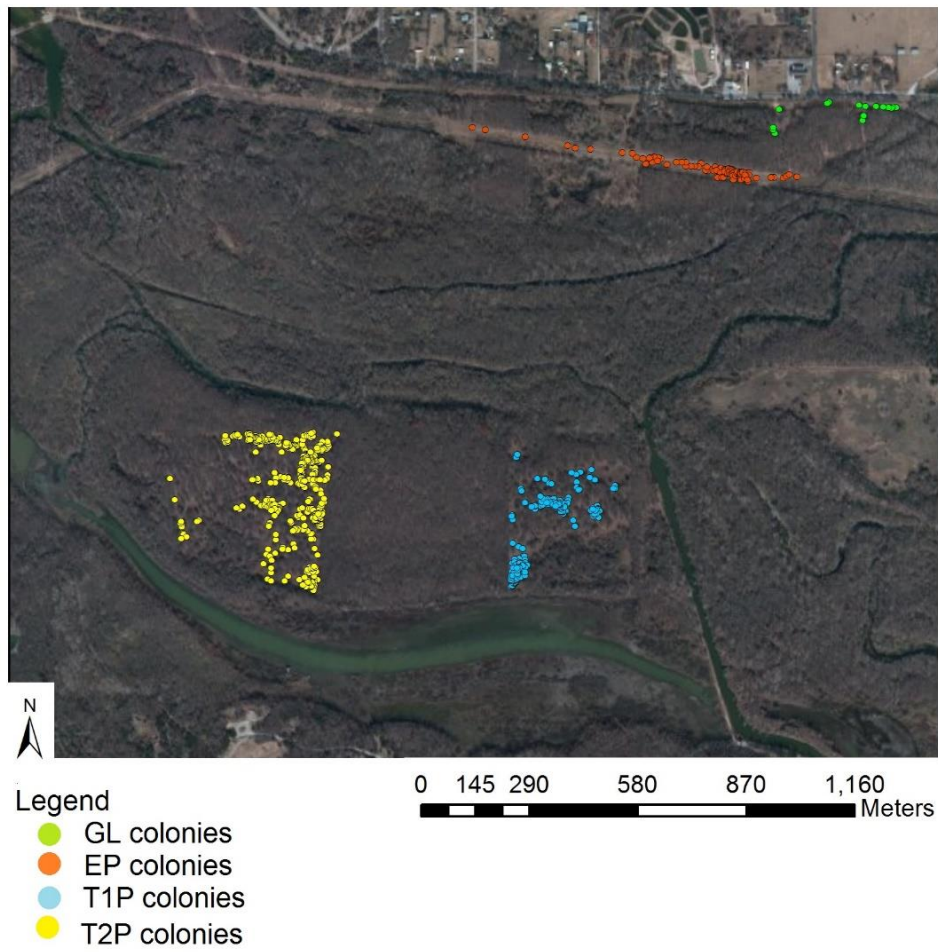 N
Legend
GL colonies
EP colonies
T1P colonies
T2P colonies
0 145 290 580 870 1,160
Meters